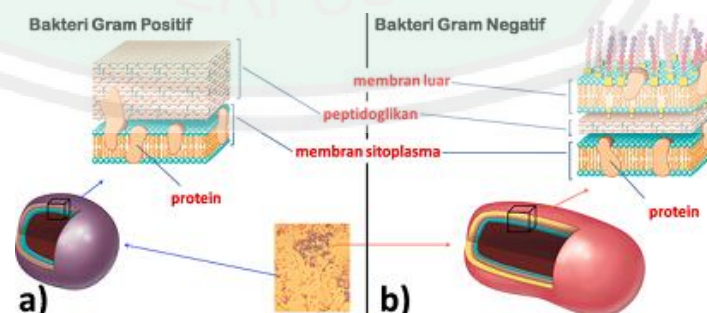 Bakteri Gram Positif
Bakteri Gram Negatif
membran luar
peptidoglikan
membran sitoplasma
protein
protein
a)
b)